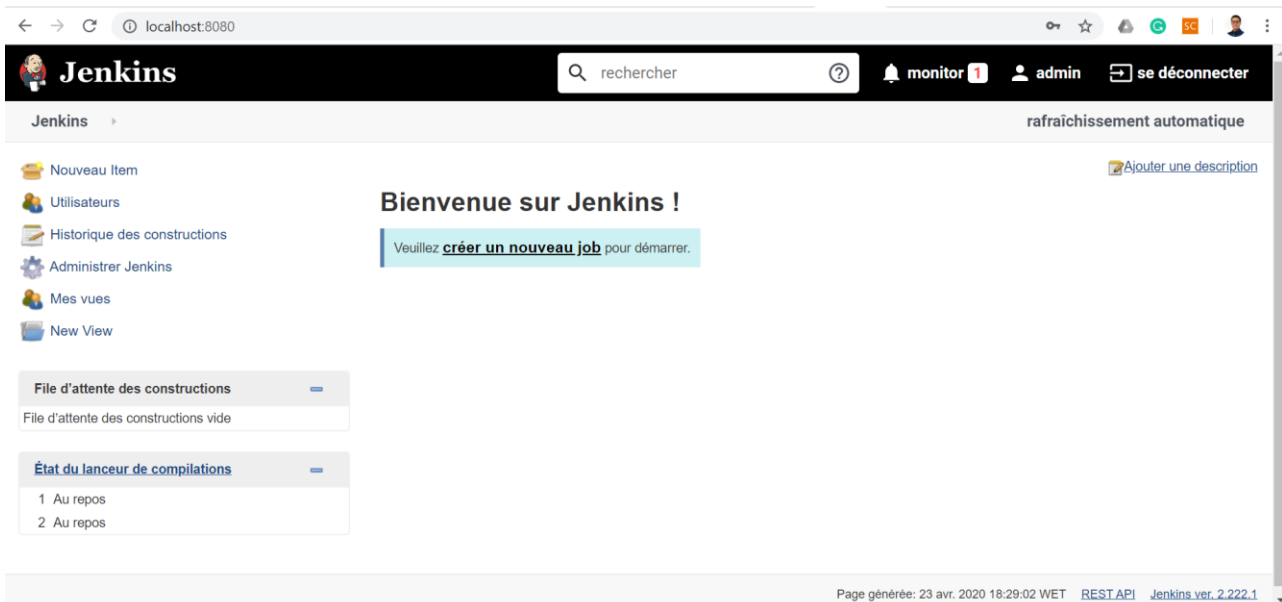 localhost:8080
SC
Jenkins
rechercher
monitor 1
admin
se déconnecter
Jenkins
rafraîchissement automatique
Nouveau Item
Utilisateurs
Historique des constructions
Administrer Jenkins
Mes vues
New View
Ajouter une description
Bienvenue sur Jenkins !
Veuillez créer un nouveau job pour démarrer.
File d'attente des constructions
File d'attente des constructions vide
État du lanceur de compilations
1 Au repos
2 Au repos
Page générée: 23 avr. 2020 18:29:02 WET REST API Jenkins ver. 2.222.1